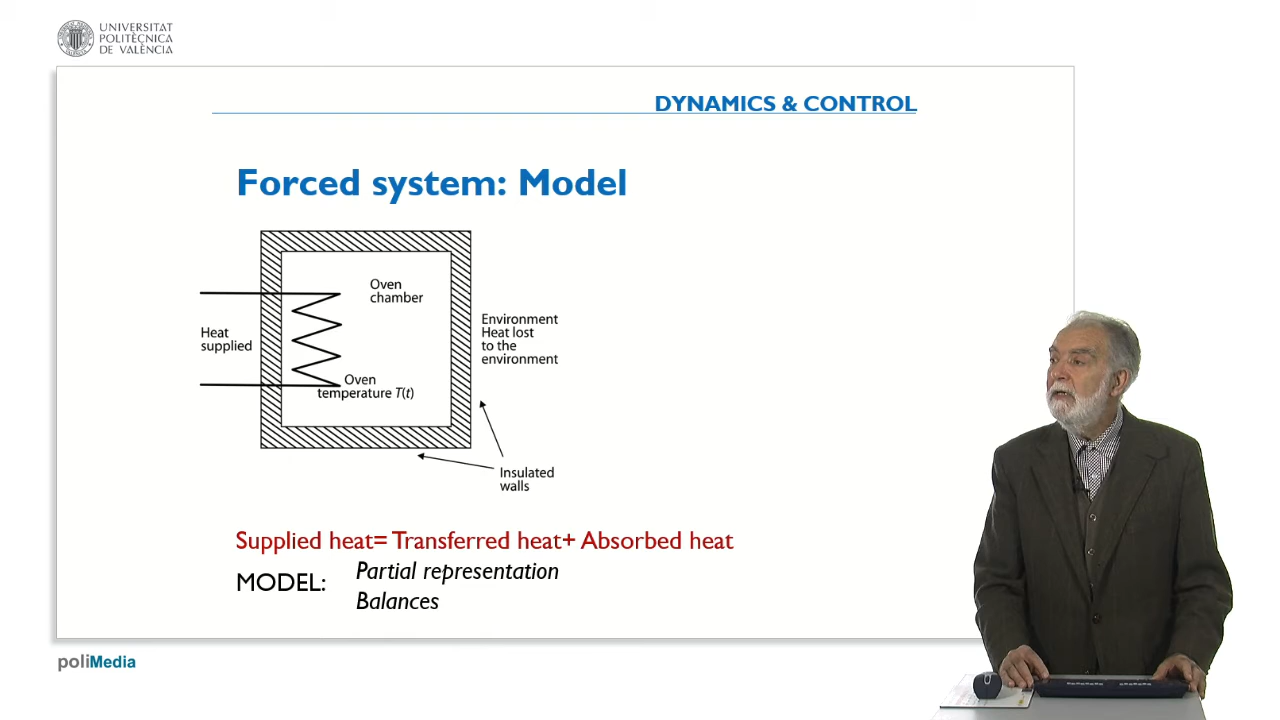 UNIVERSITAT
POLITÈCNICA
DE VALÈNCIA
DYNAMICS & CONTROL
Forced system: Model
Oven
chamber
Heat
supplied
Environment
Heat lost
to the
environment
Oven
temperature T(t)
Insulated
walls
Supplied heat= Transferred heat+ Absorbed heat
MODEL:
Partial representation
Balances
poliMedia